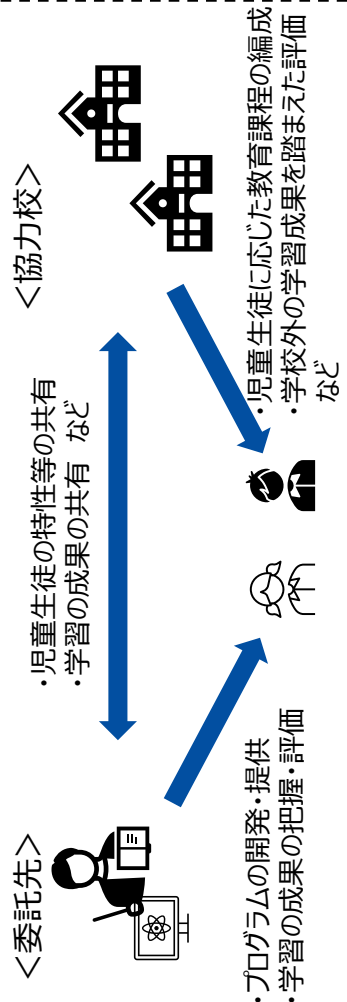 ＜委託先＞
・児童生徒の特性等の共有
・学習の成果の共有　など
＜協力校＞
・プログラムの開発・提供
・学習の成果の把握・評価
・児童生徒に応じた教育課程の編成
・学校外の学習成果を踏まえた評価
など